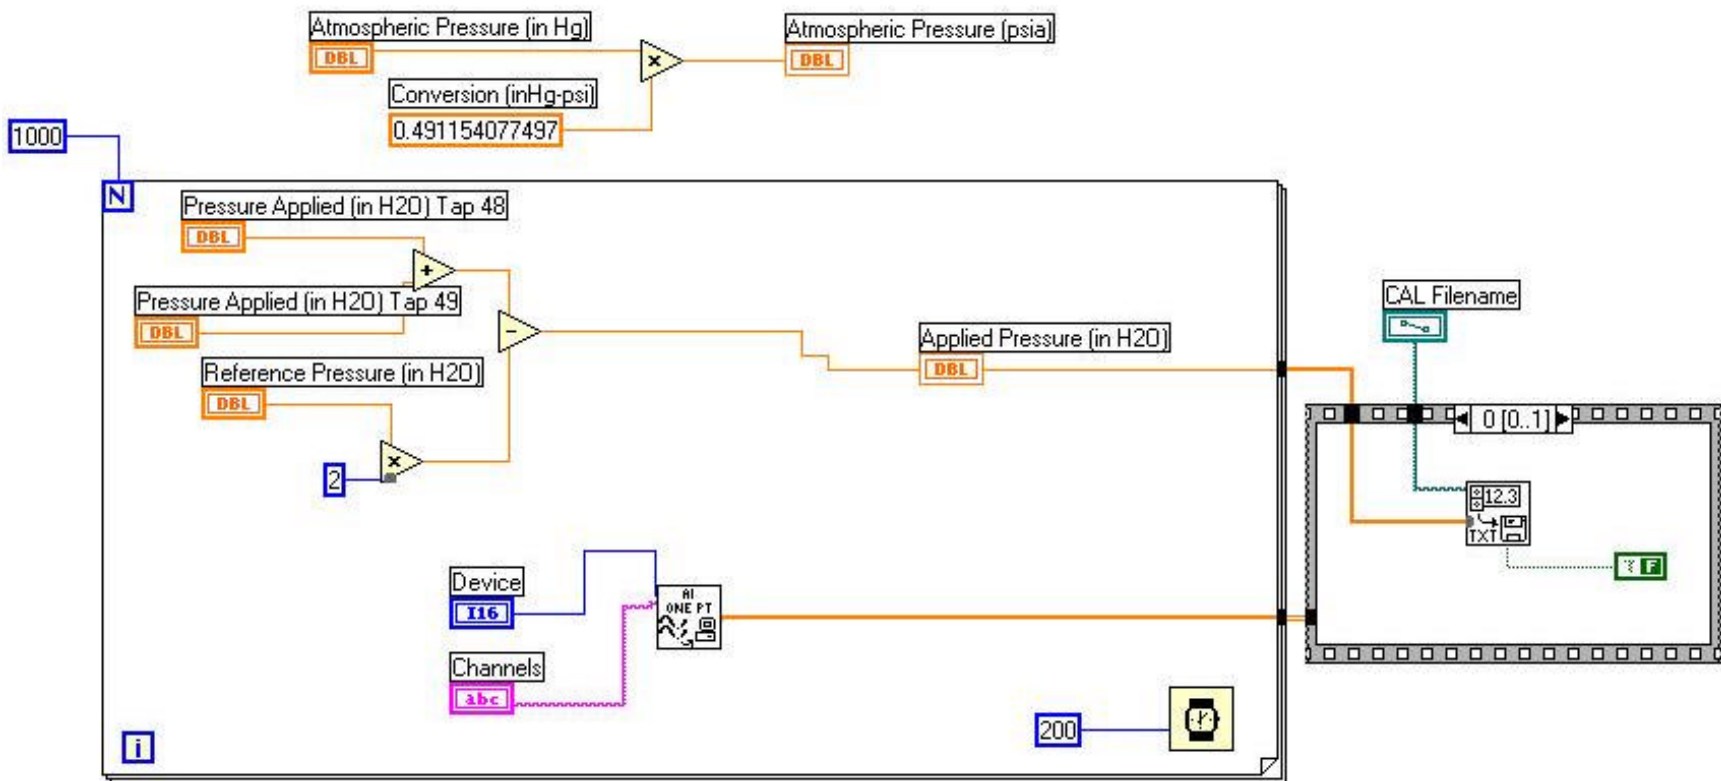 Atmospheric Pressure (in Hg)
DBL
Atmospheric Pressure (psia)
DBL
Conversion (inHg-psi)
0.491154077497
1000
N
Pressure Applied (in H2O) Tap 48
DBL
Pressure Applied (in H2O) Tap 49
DBL
Reference Pressure (in H2O)
DBL
2
Applied Pressure (in H2O)
DBL
CAL Filename
0 [0..1]
12.3
TXT
F
Device
I16
AI
ONE PT
Channels
abc
200
i